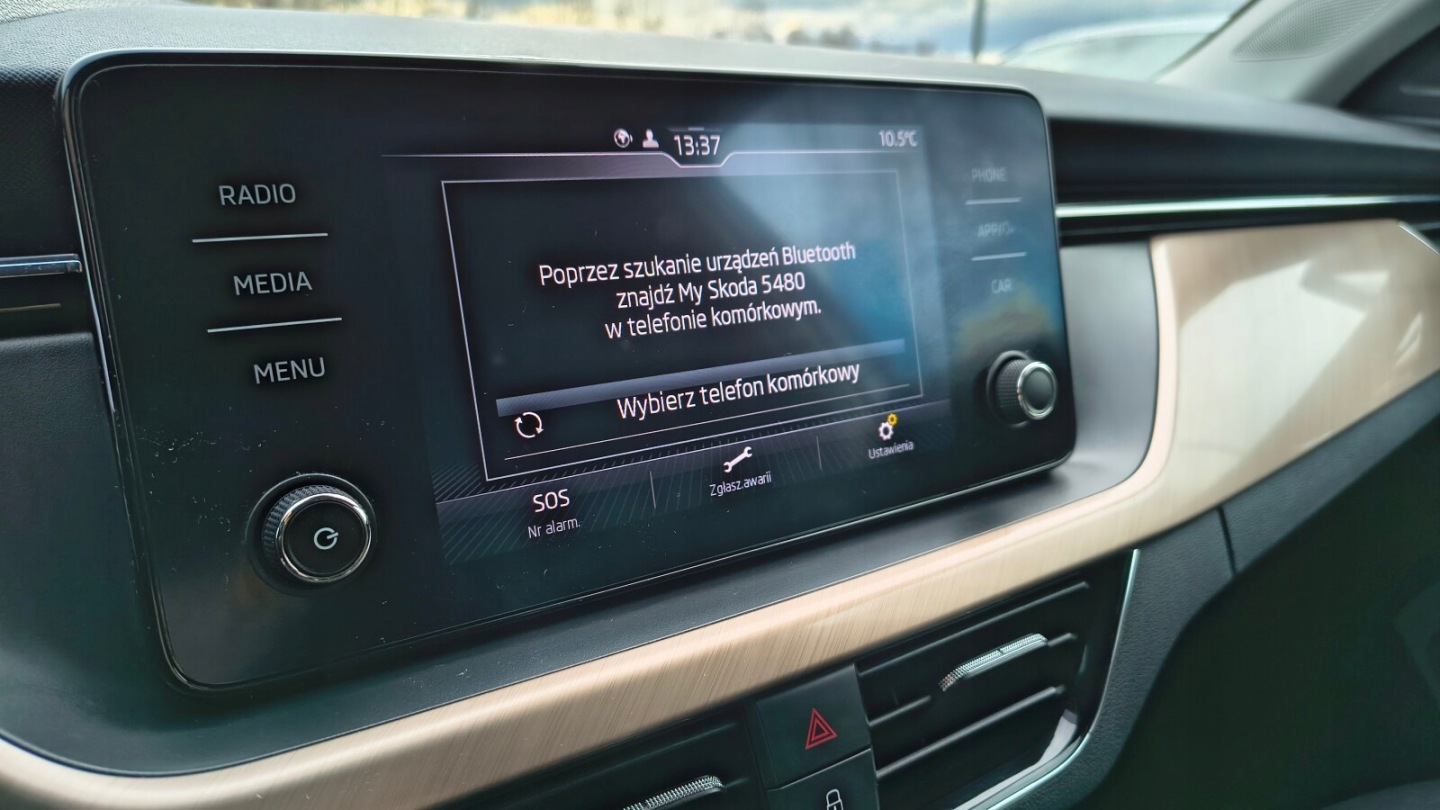 13:37
10.5°C
RADIO
MEDIA
MENU
PHONE
CAR
Poprzez szukanie urządzeń Bluetooth
znajdź My Skoda 5480
w telefonie komórkowym.
Wybierz telefon komórkowy
SOS
Nr alarm.
Zgłasz.awarii
Ustawienia